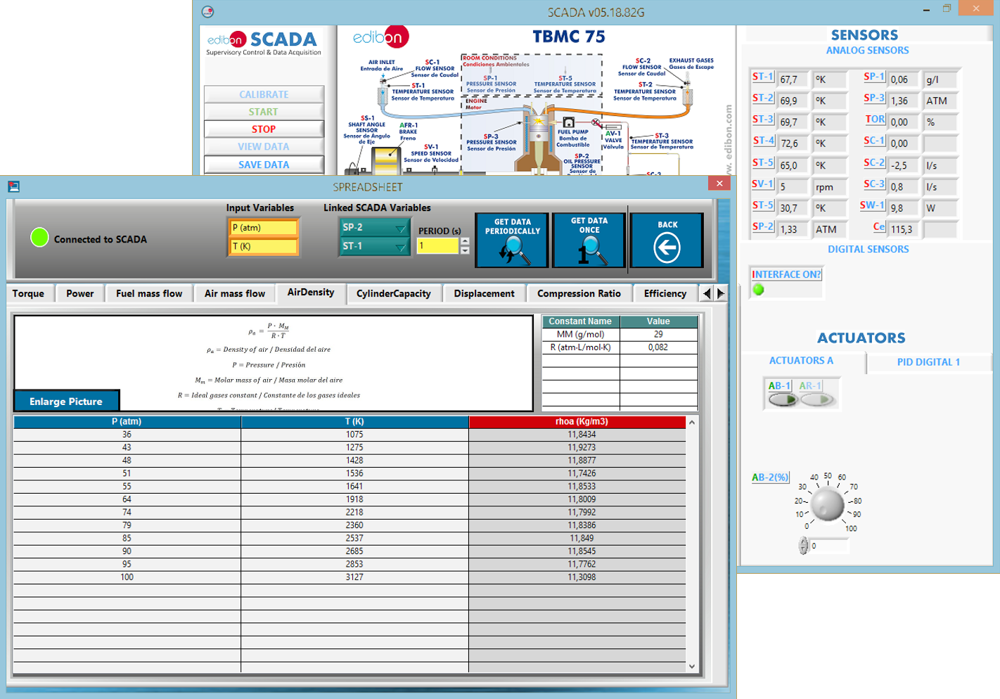 SCADA v05.18.82G
edibon SCADA
Supervisory Control & Data Acquisition
CALIBRATE
START
STOP
VIEW DATA
SAVE DATA
edibon
TBMC 75
AIR INLET
Entrada de Aire
SC-1
FLOW SENSOR
Sensor de Caudal
ST-1
TEMPERATURE SENSOR
Sensor de Temperatura
ROOM CONDITIONS
Condiciones Ambientales
SP-1
PRESSURE SENSOR
Sensor de Presión
ST-5
TEMPERATURE SENSOR
Sensor de Temperatura
SC-2
FLOW SENSOR
Sensor de Caudal
EXHAUST GASES
Gases de Escape
ST-2
TEMPERATURE SENSOR
Sensor de Temperatura
ENGINE
Motor
SS-1
SHAFT ANGLE
SENSOR
Sensor de Ángulo
de Eje
AFR-1
BRAKE
Freno
SV-1
SPEED SENSOR
Sensor de Velocidad
SP-3
PRESSURE SENSOR
Sensor de Presión
FUEL PUMP
Bomba de
Combustible
AV-1
VALVE
Válvula
ST-3
TEMPERATURE SENSOR
Sensor de Temperatura
SP-2
OIL PRESSURE
SENSOR
Sensor de
SC-3
edibon.com
SENSORS
ANALOG SENSORS
ST-1 67,7 ºK SP-1 0,06 g/l
ST-2 69,9 ºK SP-3 1,36 ATM
ST-3 69,7 ºK TOR 0,00 %
ST-4 72,6 ºK SC-1 0,00
ST-5 65,0 ºK SC-2 -2,5 l/s
SV-1 5 rpm SC-3 0,8 l/s
ST-5 30,7 ºK SW-1 9,8 W
SP-2 1,33 ATM Ce 115,3
DIGITAL SENSORS
INTERFACE ON?
ACTUATORS
ACTUATORS A PID DIGITAL 1
AB-1 AR-1
AB-2(%)
0 10 20 30 40 50 60 70 80 90 100
0
SPREADSHEET
Connected to SCADA
Input Variables
P (atm)
T (K)
Linked SCADA Variables
SP-2
ST-1
PERIOD (s)
1
GET DATA
PERIODICALLY
GET DATA
ONCE
1
BACK
Torque Power Fuel mass flow Air mass flow AirDensity CylinderCapacity Displacement Compression Ratio Efficiency
ρₐ = P · M_M / R · T
ρₐ = Density of air / Densidad del aire
P = Pressure / Presión
Mₘ = Molar mass of air / Masa molar del aire
R = Ideal gases constant / Constante de los gases ideales
Enlarge Picture
Constant Name Value
MM (g/mol) 29
R (atm·L/mol·K) 0,082
P (atm) T (K) rhoa (Kg/m3)
36 1075 11,8434
43 1275 11,9273
48 1428 11,8877
51 1536 11,7426
55 1641 11,8533
64 1918 11,8009
74 2218 11,7992
79 2360 11,8386
85 2537 11,849
90 2685 11,8545
95 2853 11,7762
100 3127 11,3098